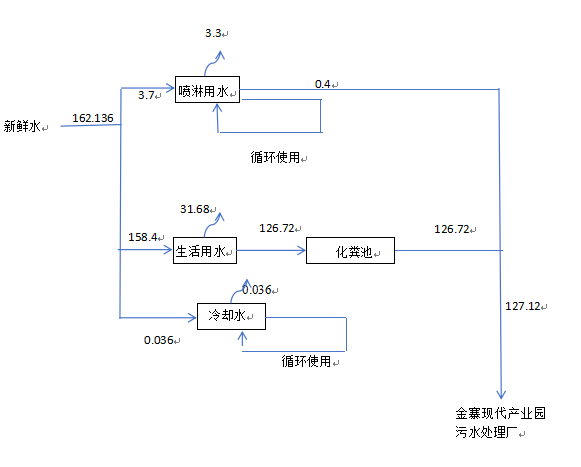 3.3
喷淋用水
0.4
3.7
162.136
新鲜水
循环使用
31.68
158.4
生活用水
126.72
化粪池
126.72
0.036
冷却水
127.12
0.036
循环使用
金寨现代产业园
污水处理厂